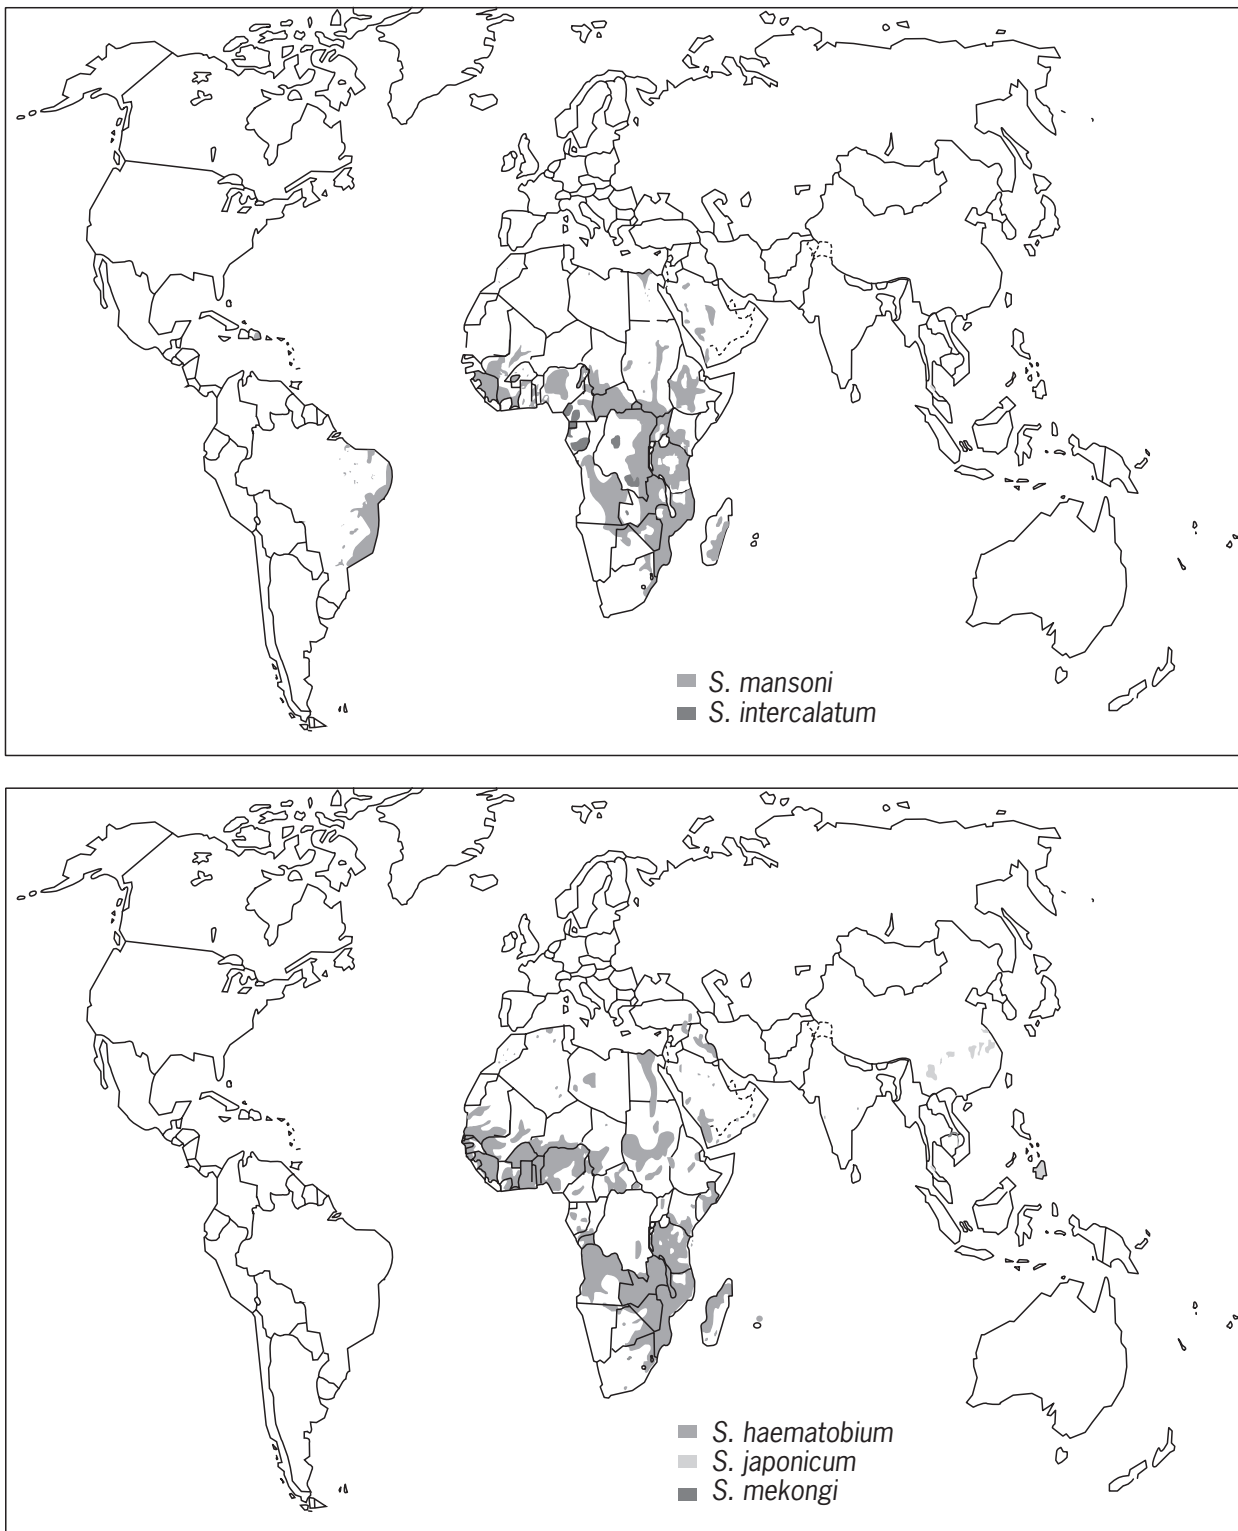 S. mansoni
S. intercalatum
S. haematobium
S. japonicum
S. mekongi